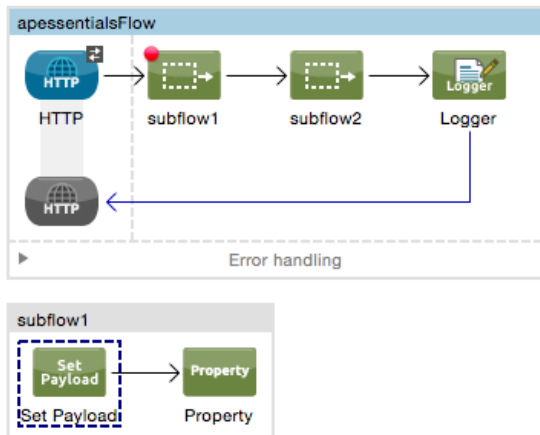 apessentialsFlow
HTTP
Logger
HTTP
subflow1
subflow2
Logger
HTTP
Error handling
subflow1
Set
Payload
Property
Set Payload
Property